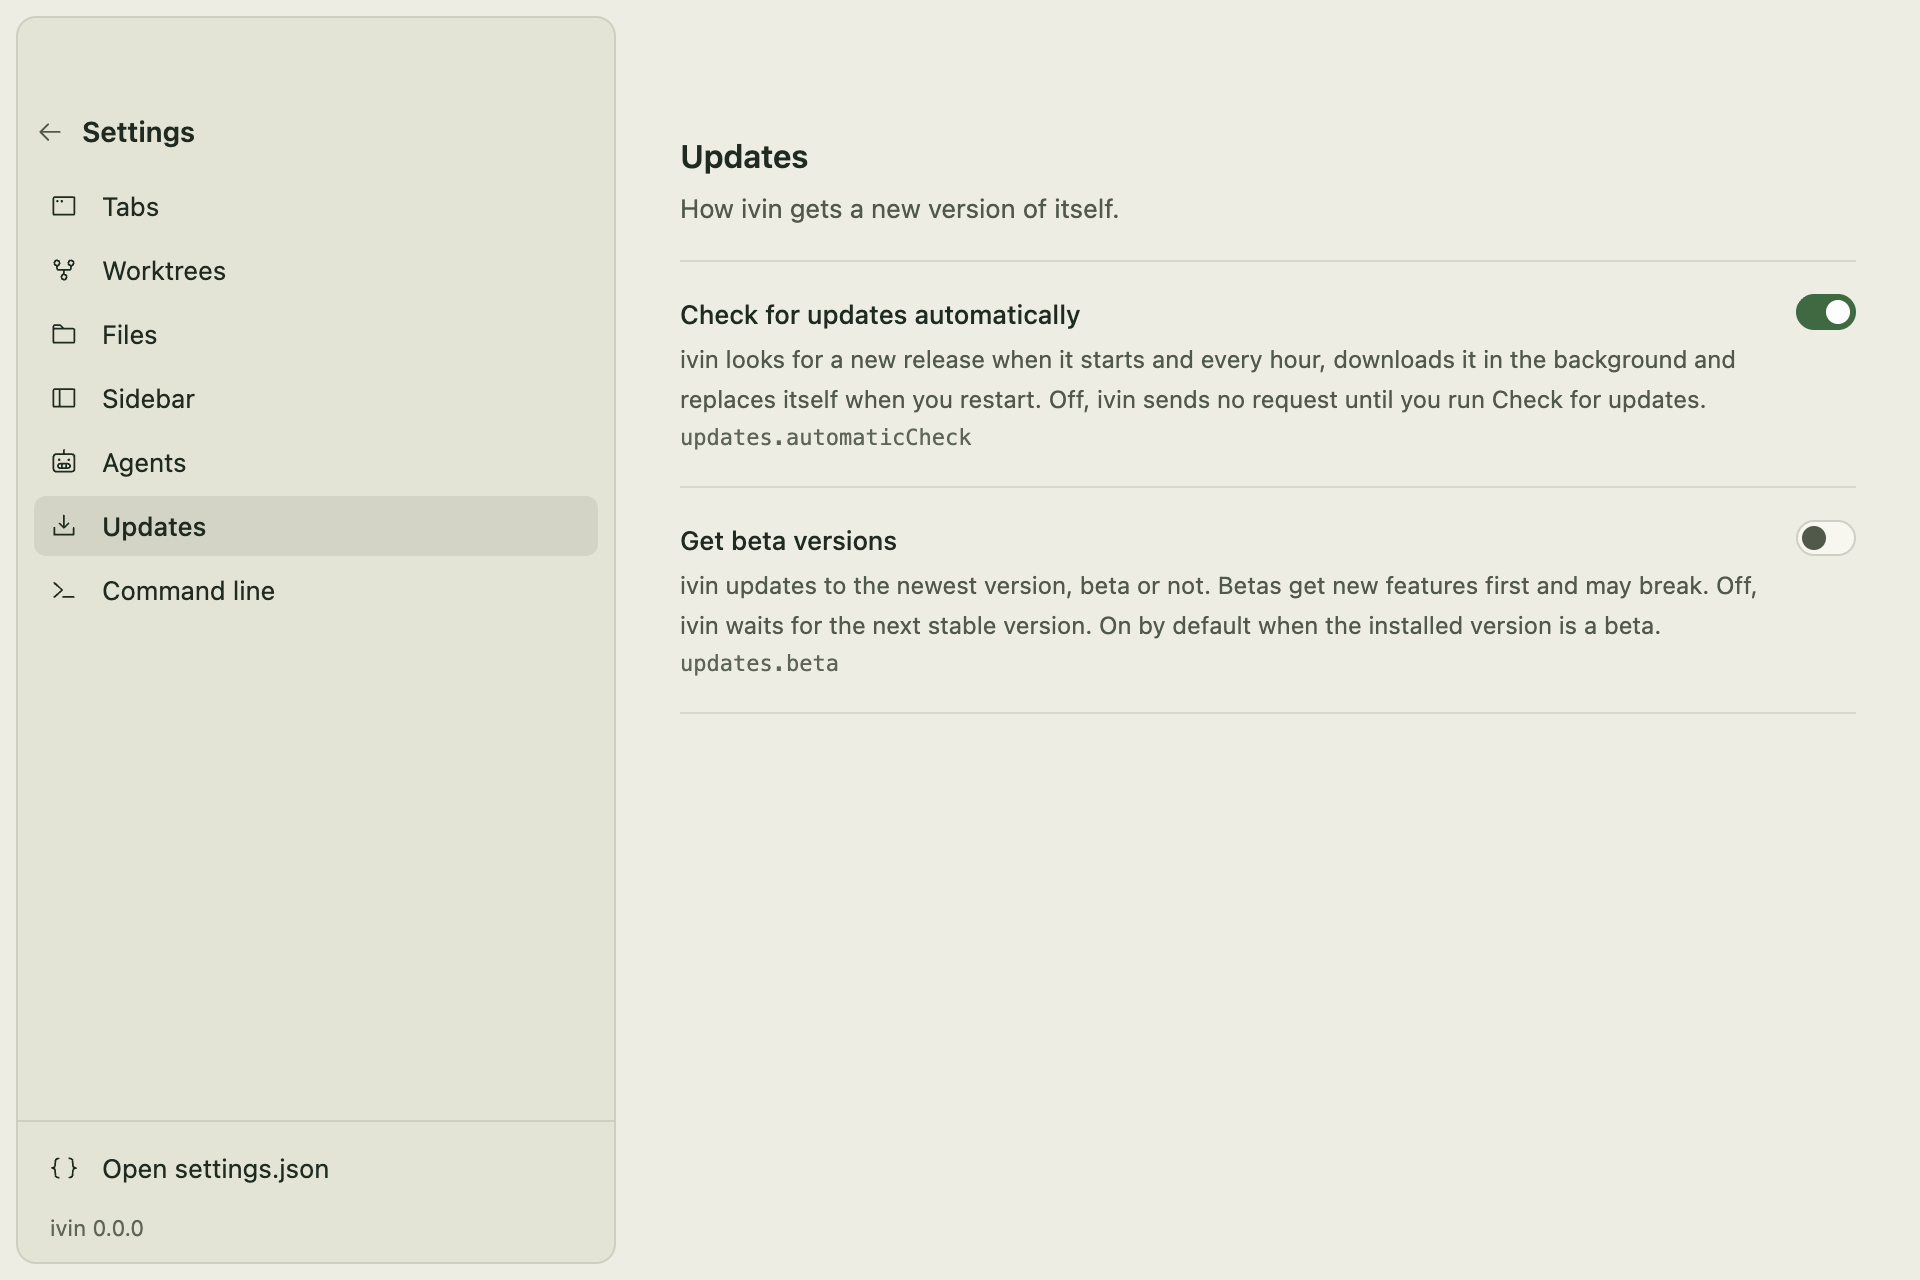 Settings
Tabs
Worktrees
Files
Sidebar
Agents
Updates
Command line
Open settings.json
ivin 0.0.0
Updates
How ivin gets a new version of itself.
Check for updates automatically
ivin looks for a new release when it starts and every hour, downloads it in the background and
replaces itself when you restart. Off, ivin sends no request until you run Check for updates.
updates.automaticCheck
Get beta versions
ivin updates to the newest version, beta or not. Betas get new features first and may break. Off,
ivin waits for the next stable version. On by default when the installed version is a beta.
updates.beta